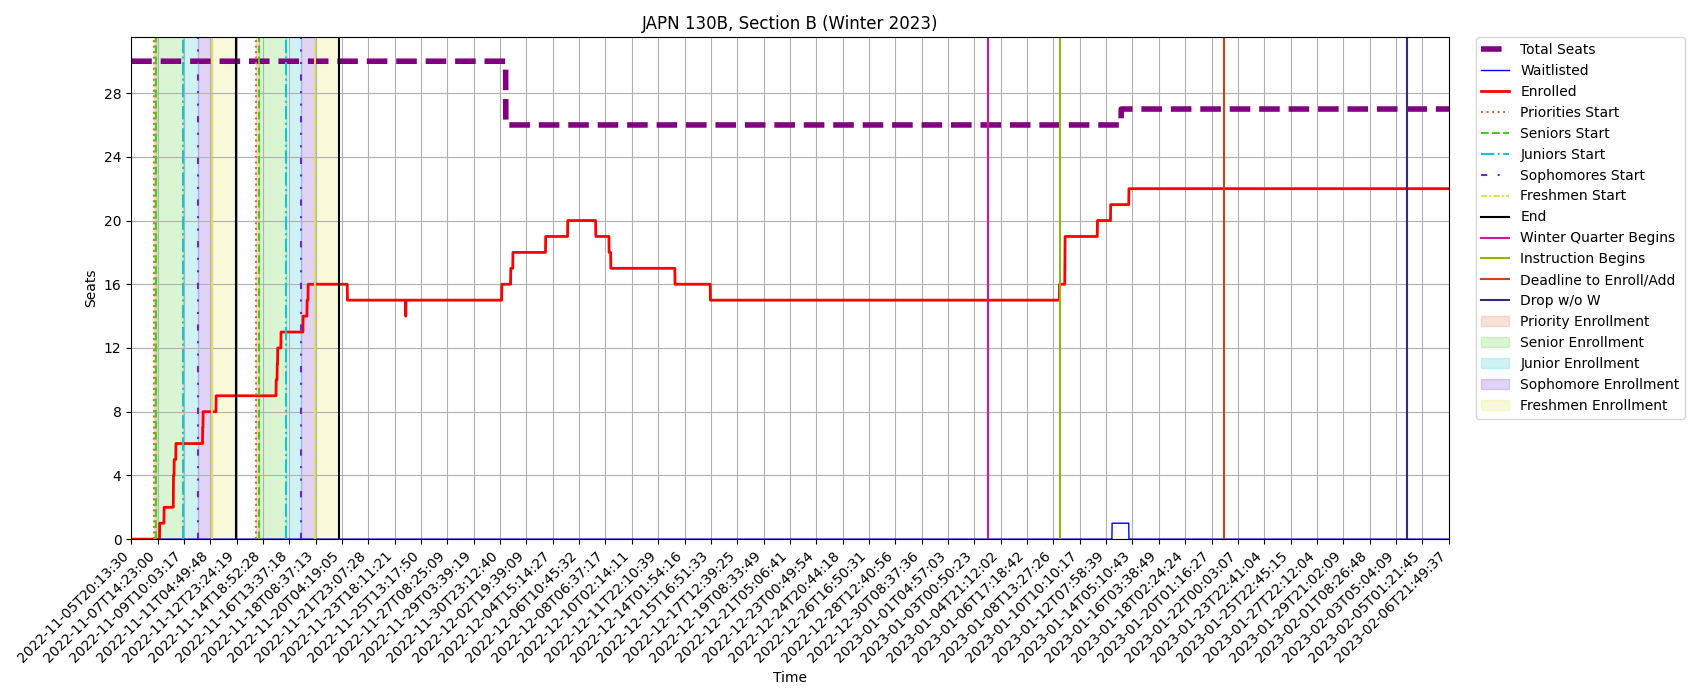 JAPN 130B, Section B (Winter 2023)
Seats
28
24
20
16
12
8
4
0
2022-11-05T20:13:30
2022-11-07T14:23:00
2022-11-09T10:03:17
2022-11-11T04:49:48
2022-11-12T23:24:19
2022-11-14T18:52:28
2022-11-16T13:37:18
2022-11-18T08:37:13
2022-11-20T04:19:05
2022-11-21T23:07:28
2022-11-23T18:11:21
2022-11-25T13:17:50
2022-11-27T08:25:09
2022-11-29T03:39:19
2022-11-30T23:12:40
2022-12-02T19:39:09
2022-12-04T15:14:27
2022-12-06T10:45:32
2022-12-08T06:37:17
2022-12-10T02:14:11
2022-12-11T22:10:39
2022-12-14T01:54:16
2022-12-15T16:51:33
2022-12-17T12:39:25
2022-12-19T08:33:49
2022-12-21T05:06:41
2022-12-23T00:49:54
2022-12-24T20:44:18
2022-12-26T16:50:31
2022-12-28T12:40:56
2022-12-30T08:37:36
2023-01-01T04:57:03
2023-01-03T00:50:23
2023-01-04T21:12:02
2023-01-06T17:18:42
2023-01-08T13:27:26
2023-01-10T10:10:17
2023-01-12T07:58:39
2023-01-14T05:10:43
2023-01-16T03:38:49
2023-01-18T02:24:24
2023-01-20T01:16:27
2023-01-22T00:03:07
2023-01-23T22:41:04
2023-01-25T22:45:15
2023-01-27T22:12:04
2023-01-29T21:02:09
2023-02-01T08:26:48
2023-02-03T05:04:09
2023-02-05T01:21:45
2023-02-06T21:49:37
Time
Total Seats
Waitlisted
Enrolled
Priorities Start
Seniors Start
Juniors Start
Sophomores Start
Freshmen Start
End
Winter Quarter Begins
Instruction Begins
Deadline to Enroll/Add
Drop w/o W
Priority Enrollment
Senior Enrollment
Junior Enrollment
Sophomore Enrollment
Freshmen Enrollment